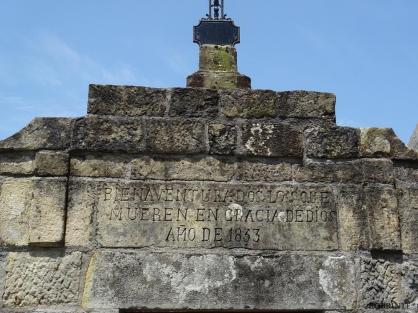 BIENAVENTURADOS LOS QUE
MUEREN EN GRACIA DE DIOS
AÑO DE 1833